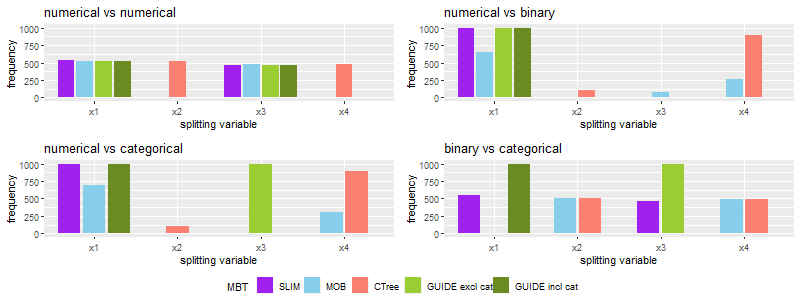 numerical vs numerical
frequency
1000
750
500
250
0
x1 x2 x3 x4
splitting variable
numerical vs binary
frequency
1000
750
500
250
0
x1 x2 x3 x4
splitting variable
numerical vs categorical
frequency
1000
750
500
250
0
x1 x2 x3 x4
splitting variable
binary vs categorical
frequency
1000
750
500
250
0
x1 x2 x3 x4
splitting variable
MBT SLIM MOB CTree GUIDE excl cat GUIDE incl cat